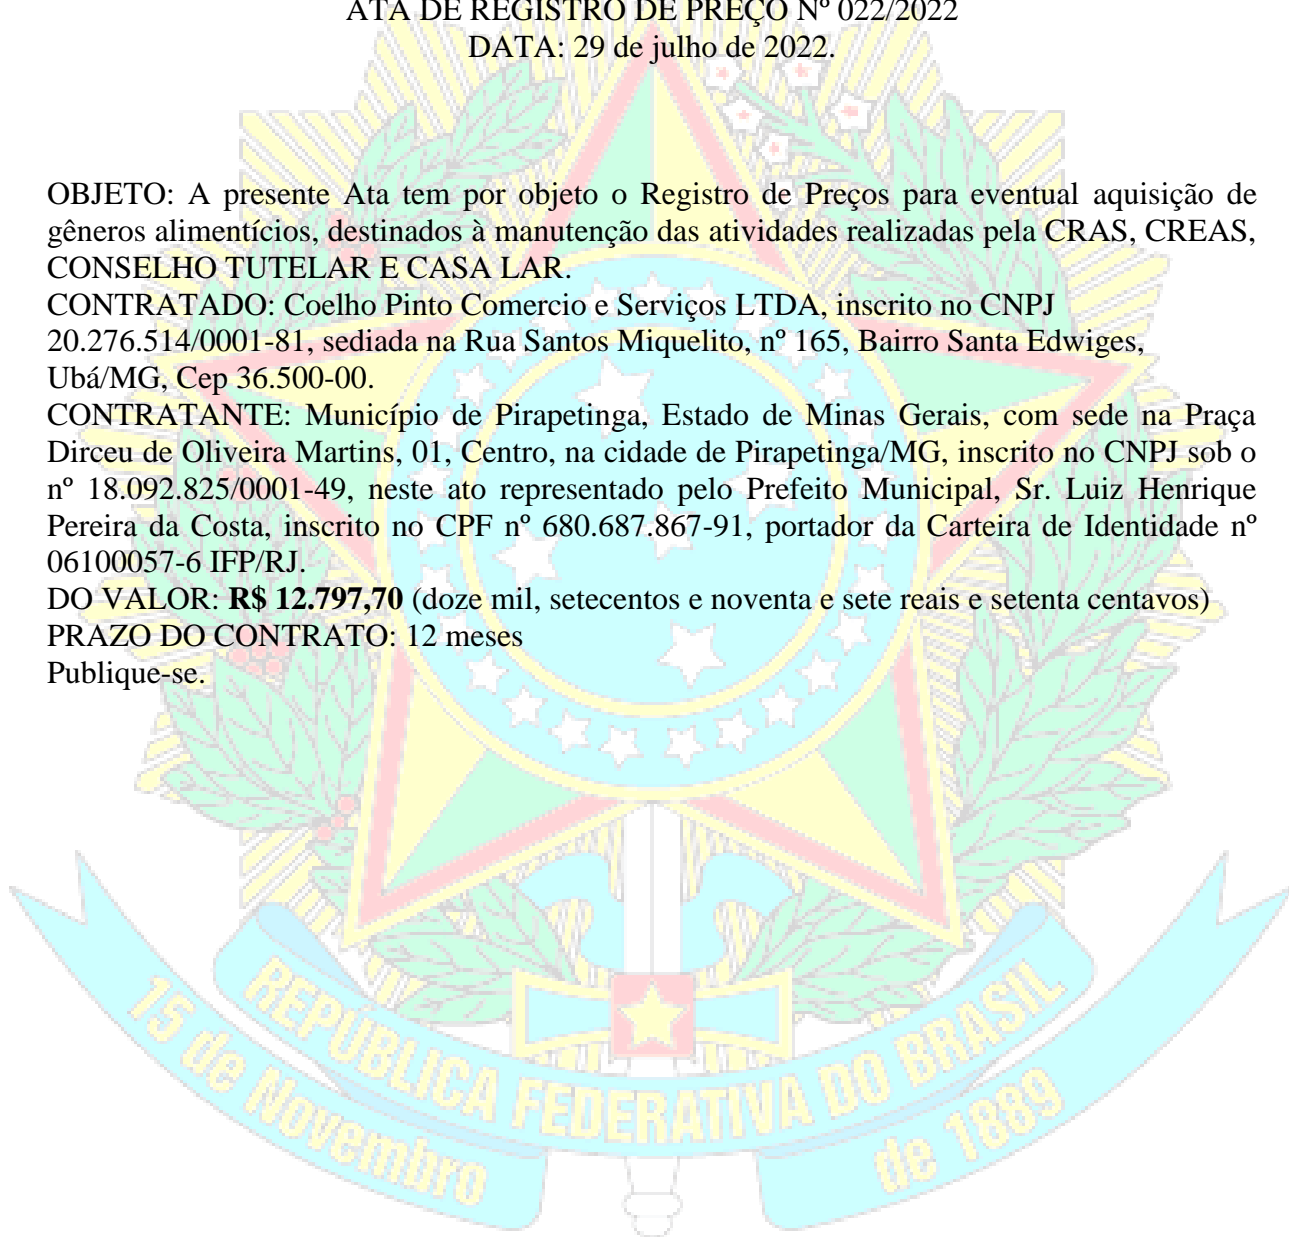 ATA DE REGISTRO DE PREÇO Nº 022/2022
DATA: 29 de julho de 2022.
OBJETO: A presente Ata tem por objeto o Registro de Preços para eventual aquisição de
gêneros alimentícios, destinados à manutenção das atividades realizadas pela CRAS, CREAS,
CONSELHO TUTELAR E CASA LAR.
CONTRATADO: Coelho Pinto Comercio e Serviços LTDA, inscrito no CNPJ
20.276.514/0001-81, sediada na Rua Santos Miquelito, nº 165, Bairro Santa Edwiges,
Ubá/MG, Cep 36.500-00.
CONTRATANTE: Município de Pirapetinga, Estado de Minas Gerais, com sede na Praça
Dirceu de Oliveira Martins, 01, Centro, na cidade de Pirapetinga/MG, inscrito no CNPJ sob o
nº 18.092.825/0001-49, neste ato representado pelo Prefeito Municipal, Sr. Luiz Henrique
Pereira da Costa, inscrito no CPF nº 680.687.867-91, portador da Carteira de Identidade nº
06100057-6 IFP/RJ.
DO VALOR: R$ 12.797,70 (doze mil, setecentos e noventa e sete reais e setenta centavos)
PRAZO DO CONTRATO: 12 meses
Publique-se.
REPÚBLICA FEDERATIVA DO BRASIL
15 de Novembro de 1889